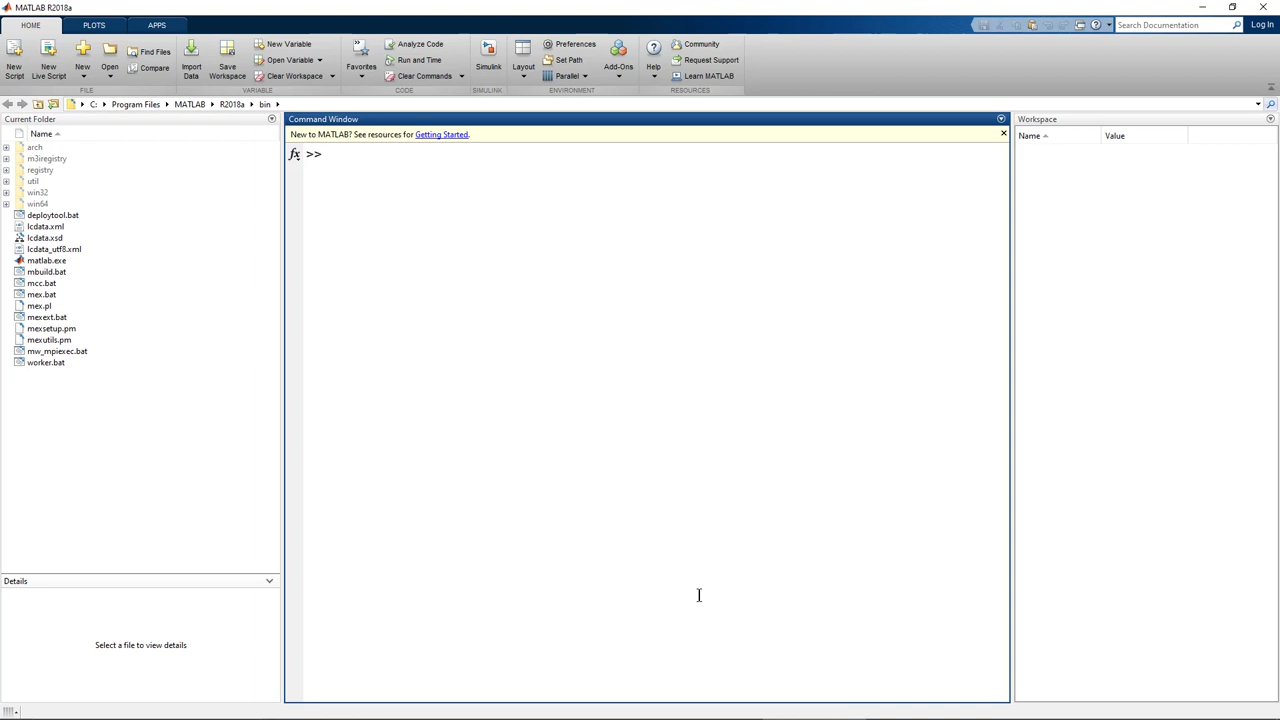 MATLAB R2018a
HOME PLOTS APPS
Search Documentation
Log In
New Script
New Live Script
New
Open
Find Files
Compare
FILE
Import Data
Save Workspace
New Variable
Open Variable
Clear Workspace
VARIABLE
Favorites
Analyze Code
Run and Time
Clear Commands
CODE
Simulink
SIMULINK
Layout
Preferences
Set Path
Parallel
Add-Ons
ENVIRONMENT
Help
Community
Request Support
Learn MATLAB
RESOURCES
C: Program Files MATLAB R2018a bin
Current Folder
Name
arch
m3iregistry
registry
util
win32
win64
deploytool.bat
lcdata.xml
lcdata.xsd
lcdata_utf8.xml
matlab.exe
mbuild.bat
mcc.bat
mex.bat
mex.pl
mexext.bat
mexsetup.pm
mexutils.pm
mw_mpiexec.bat
worker.bat
Details
Select a file to view details
Command Window
New to MATLAB? See resources for Getting Started.
fx >>
Workspace
Name Value